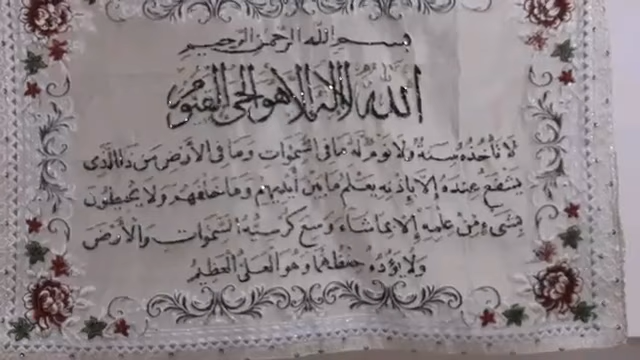 بسم الله الرحمن الرحيم
الله لا إله إلا هو الحي القيوم
لا تأخذه سنة ولا نوم له ما في السموات وما في الأرض من ذا الذي
يشفع عنده إلا بإذنه يعلم ما بين أيديهم وما خلفهم ولا يحيطون
بشيء من علمه إلا بما شاء وسع كرسيه السموات والأرض
ولا يؤده حفظهما وهو العلي العظيم